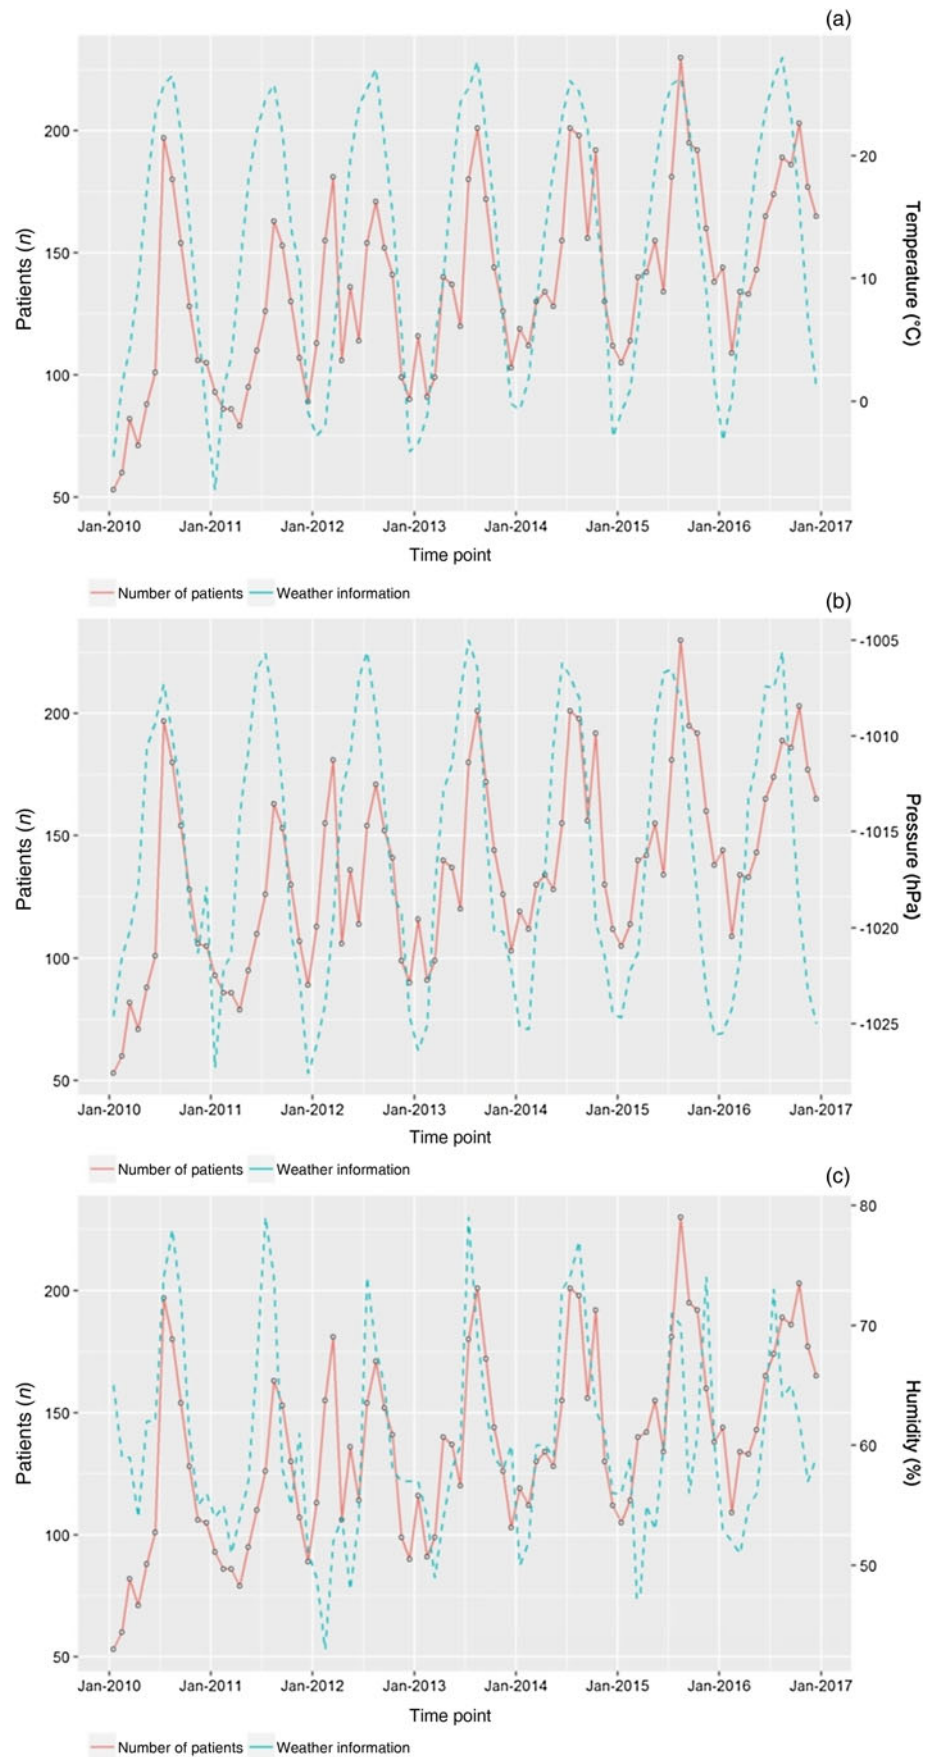 (a)
200
150
100
50
Patients (n)
20
10
0
Temperature (°C)
Jan-2010 Jan-2011 Jan-2012 Jan-2013 Jan-2014 Jan-2015 Jan-2016 Jan-2017
Time point
Number of patients Weather information
(b)
200
150
100
50
Patients (n)
-1005
-1010
-1015
-1020
-1025
Pressure (hPa)
Jan-2010 Jan-2011 Jan-2012 Jan-2013 Jan-2014 Jan-2015 Jan-2016 Jan-2017
Time point
Number of patients Weather information
(c)
200
150
100
50
Patients (n)
80
70
60
50
Humidity (%)
Jan-2010 Jan-2011 Jan-2012 Jan-2013 Jan-2014 Jan-2015 Jan-2016 Jan-2017
Time point
Number of patients Weather information